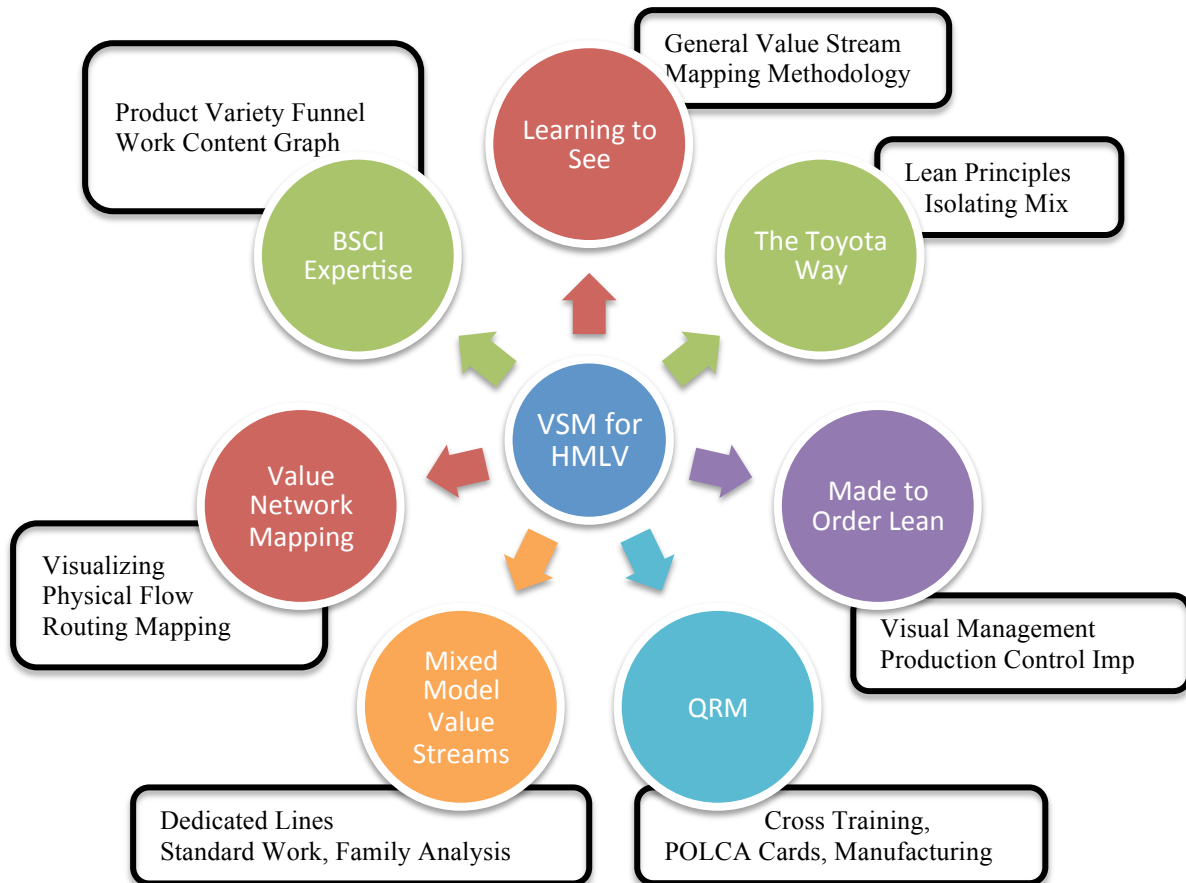 General Value Stream
Mapping Methodology
Learning to
See
Product Variety Funnel
Work Content Graph
BSCI
Expertise
Lean Principles
Isolating Mix
The Toyota
Way
VSM for
HMLV
Value
Network
Mapping
Made to
Order Lean
Visualizing
Physical Flow
Routing Mapping
Visual Management
Production Control Imp
Mixed
Model
Value
Streams
QRM
Dedicated Lines
Standard Work, Family Analysis
Cross Training,
POLCA Cards, Manufacturing